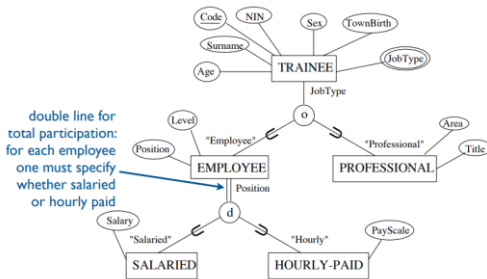 Code
NIN
Sex
TownBirth
Surname
JobType
Age
TRAINEE
JobType
double line for
total participation:
for each employee
one must specify
whether salaried
or hourly paid
o
Level
"Employee"
"Professional"
Area
Position
Title
EMPLOYEE
PROFESSIONAL
Position
d
Salary
"Salaried"
"Hourly"
PayScale
SALARIED
HOURLY-PAID